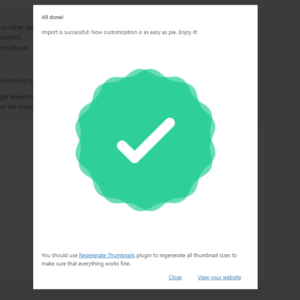 All done!
Import is successful! Now customization is as easy as pie. Enjoy it!
You should use Regenerate Thumbnails plugin to regenerate all thumbnail sizes to
make sure that everything works fine.
Close View your website